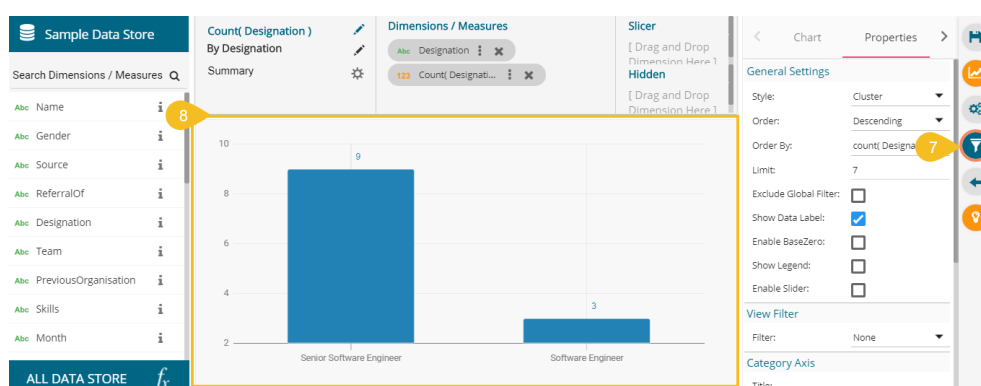 Sample Data Store
Search Dimensions / Measures
Abc Name i
Abc Gender i
Abc Source i
Abc ReferralOf i
Abc Designation i
Abc Team i
Abc PreviousOrganisation i
Abc Skills i
Abc Month i
ALL DATA STORE fx
Count( Designation )
By Designation
Summary
Dimensions / Measures
Abc Designation
123 Count( Designati...
Slicer
[ Drag and Drop
Dimension Here ]
Hidden
[ Drag and Drop
Dimension Here ]
8
10
8
6
4
2
9
3
Senior Software Engineer
Software Engineer
Chart
Properties
General Settings
Style: Cluster
Order: Descending
Order By: count( Designa
7
Limit: 7
Exclude Global Filter:
Show Data Label:
Enable BaseZero:
Show Legend:
Enable Slider:
View Filter
Filter: None
Category Axis
Title: